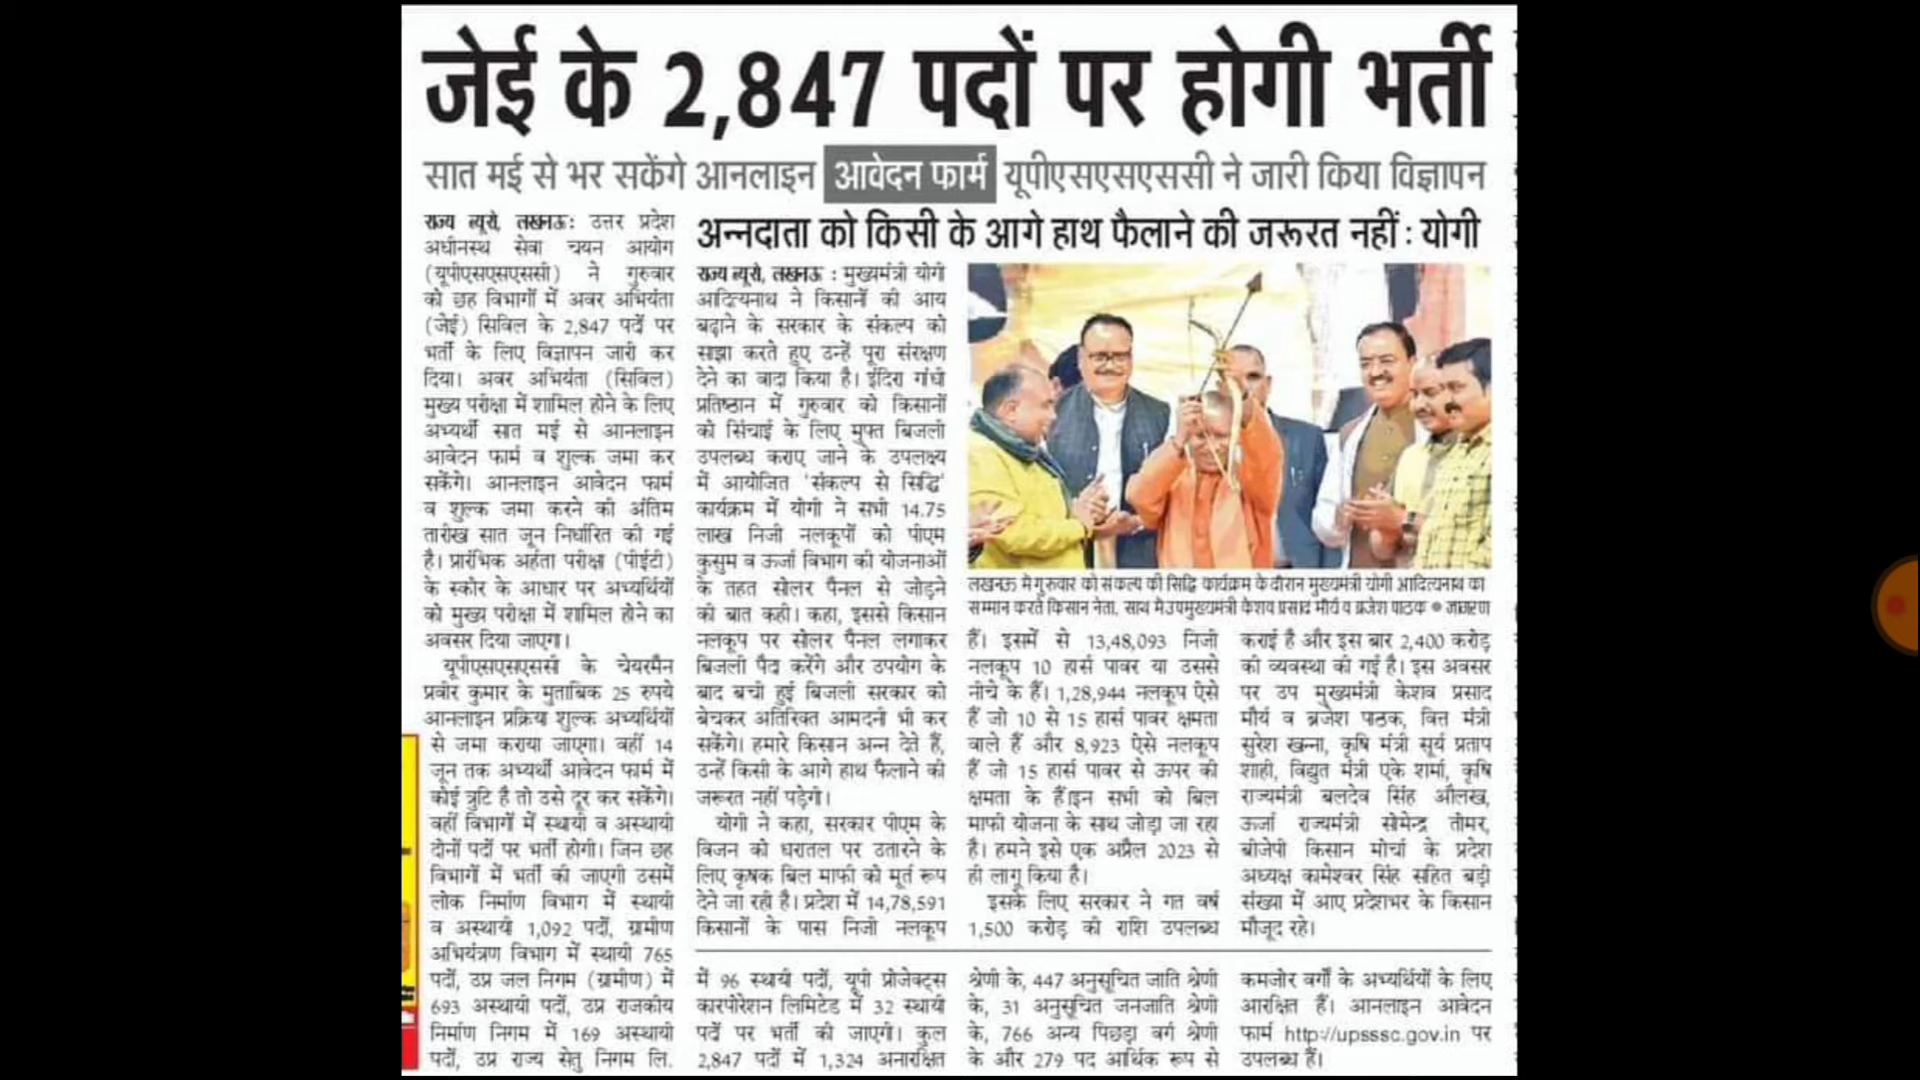 जेई के 2,847 पदों पर होगी भर्ती
सात मई से भर सकेंगे आनलाइन आवेदन फार्म यूपीएसएसएससी ने जारी किया विज्ञापन
राज्य ब्यूरो, लखनऊ: उत्तर प्रदेश
अधीनस्थ सेवा चयन आयोग
(यूपीएसएसएससी) ने गुरुवार
को छह विभागों में अवर अभियंता
(जेई) सिविल के 2,847 पदों पर
भर्ती के लिए विज्ञापन जारी कर
दिया। अवर अभियंता (सिविल)
मुख्य परीक्षा में शामिल होने के लिए
अभ्यर्थी सात मई से आनलाइन
आवेदन फार्म व शुल्क जमा कर
सकेंगे। आनलाइन आवेदन फार्म
व शुल्क जमा करने की अंतिम
तारीख सात जून निर्धारित की गई
है। प्रारंभिक अर्हता परीक्षा (पीईटी)
के स्कोर के आधार पर अभ्यर्थियों
को मुख्य परीक्षा में शामिल होने का
अवसर दिया जाएगा।
यूपीएसएसएससी के चेयरमैन
प्रवीर कुमार के मुताबिक 25 रुपये
आनलाइन प्रक्रिया शुल्क अभ्यर्थियों
से जमा कराया जाएगा। वहीं 14
जून तक अभ्यर्थी आवेदन फार्म में
कोई त्रुटि है तो उसे दूर कर सकेंगे।
वहीं विभागों में स्थायी व अस्थायी
दोनों पदों पर भर्ती होगी। जिन छह
विभागों में भर्ती की जाएगी उसमें
लोक निर्माण विभाग में स्थायी
व अस्थायी 1,092 पदों, ग्रामीण
अभियंत्रण विभाग में स्थायी 765
पदों, उप्र जल निगम (ग्रामीण) में
693 अस्थायी पदों, उप्र राजकीय
निर्माण निगम में 169 अस्थायी
पदों, उप्र राज्य सेतु निगम लि.
में 96 स्थायी पदों, यूपी प्रोजेक्ट्स
कारपोरेशन लिमिटेड में 32 स्थायी
पदों पर भर्ती की जाएगी। कुल
2,847 पदों में 1,324 अनारक्षित
श्रेणी के, 447 अनुसूचित जाति श्रेणी
के, 31 अनुसूचित जनजाति श्रेणी
के, 766 अन्य पिछड़ा वर्ग श्रेणी
के और 279 पद आर्थिक रूप से
कमजोर वर्गों के अभ्यर्थियों के लिए
आरक्षित हैं। आनलाइन आवेदन
फार्म http://upsssc.gov.in पर
उपलब्ध हैं।
अन्नदाता को किसी के आगे हाथ फैलाने की जरूरत नहीं : योगी
राज्य ब्यूरो, लखनऊ : मुख्यमंत्री योगी
आदित्यनाथ ने किसानों की आय
बढ़ाने के सरकार के संकल्प को
साझा करते हुए उन्हें पूरा संरक्षण
देने का वादा किया है। इंदिरा गांधी
प्रतिष्ठान में गुरुवार को किसानों
को सिंचाई के लिए मुफ्त बिजली
उपलब्ध कराए जाने के उपलक्ष्य
में आयोजित 'संकल्प से सिद्धि'
कार्यक्रम में योगी ने सभी 14.75
लाख निजी नलकूपों को पीएम
कुसुम व ऊर्जा विभाग की योजनाओं
के तहत सोलर पैनल से जोड़ने
की बात कही। कहा, इससे किसान
नलकूप पर सोलर पैनल लगाकर
बिजली पैदा करेंगे और उपयोग के
बाद बची हुई बिजली सरकार को
बेचकर अतिरिक्त आमदनी भी कर
सकेंगे। हमारे किसान अन्न देते हैं,
उन्हें किसी के आगे हाथ फैलाने की
जरूरत नहीं पड़ेगी।
योगी ने कहा, सरकार पीएम के
विजन को धरातल पर उतारने के
लिए कृषक बिल माफी को मूर्त रूप
देने जा रही है। प्रदेश में 14,78,591
किसानों के पास निजी नलकूप
लखनऊ में गुरुवार को संकल्प की सिद्धि कार्यक्रम के दौरान मुख्यमंत्री योगी आदित्यनाथ का
सम्मान करते किसान नेता, साथ में उपमुख्यमंत्री केशव प्रसाद मौर्य व ब्रजेश पाठक ● जागरण
हैं। इसमें से 13,48,093 निजी
नलकूप 10 हार्स पावर या उससे
नीचे के हैं। 1,28,944 नलकूप ऐसे
हैं जो 10 से 15 हार्स पावर क्षमता
वाले हैं और 8,923 ऐसे नलकूप
हैं जो 15 हार्स पावर से ऊपर की
क्षमता के हैं।इन सभी को बिल
माफी योजना के साथ जोड़ा जा रहा
है। हमने इसे एक अप्रैल 2023 से
ही लागू किया है।
इसके लिए सरकार ने गत वर्ष
1,500 करोड़ की राशि उपलब्ध
कराई है और इस बार 2,400 करोड़
की व्यवस्था की गई है। इस अवसर
पर उप मुख्यमंत्री केशव प्रसाद
मौर्य व ब्रजेश पाठक, वित्त मंत्री
सुरेश खन्ना, कृषि मंत्री सूर्य प्रताप
शाही, विद्युत मंत्री एके शर्मा, कृषि
राज्यमंत्री बलदेव सिंह औलख,
ऊर्जा राज्यमंत्री सोमेन्द्र तोमर,
बीजेपी किसान मोर्चा के प्रदेश
अध्यक्ष कामेश्वर सिंह सहित बड़ी
संख्या में आए प्रदेशभर के किसान
मौजूद रहे।